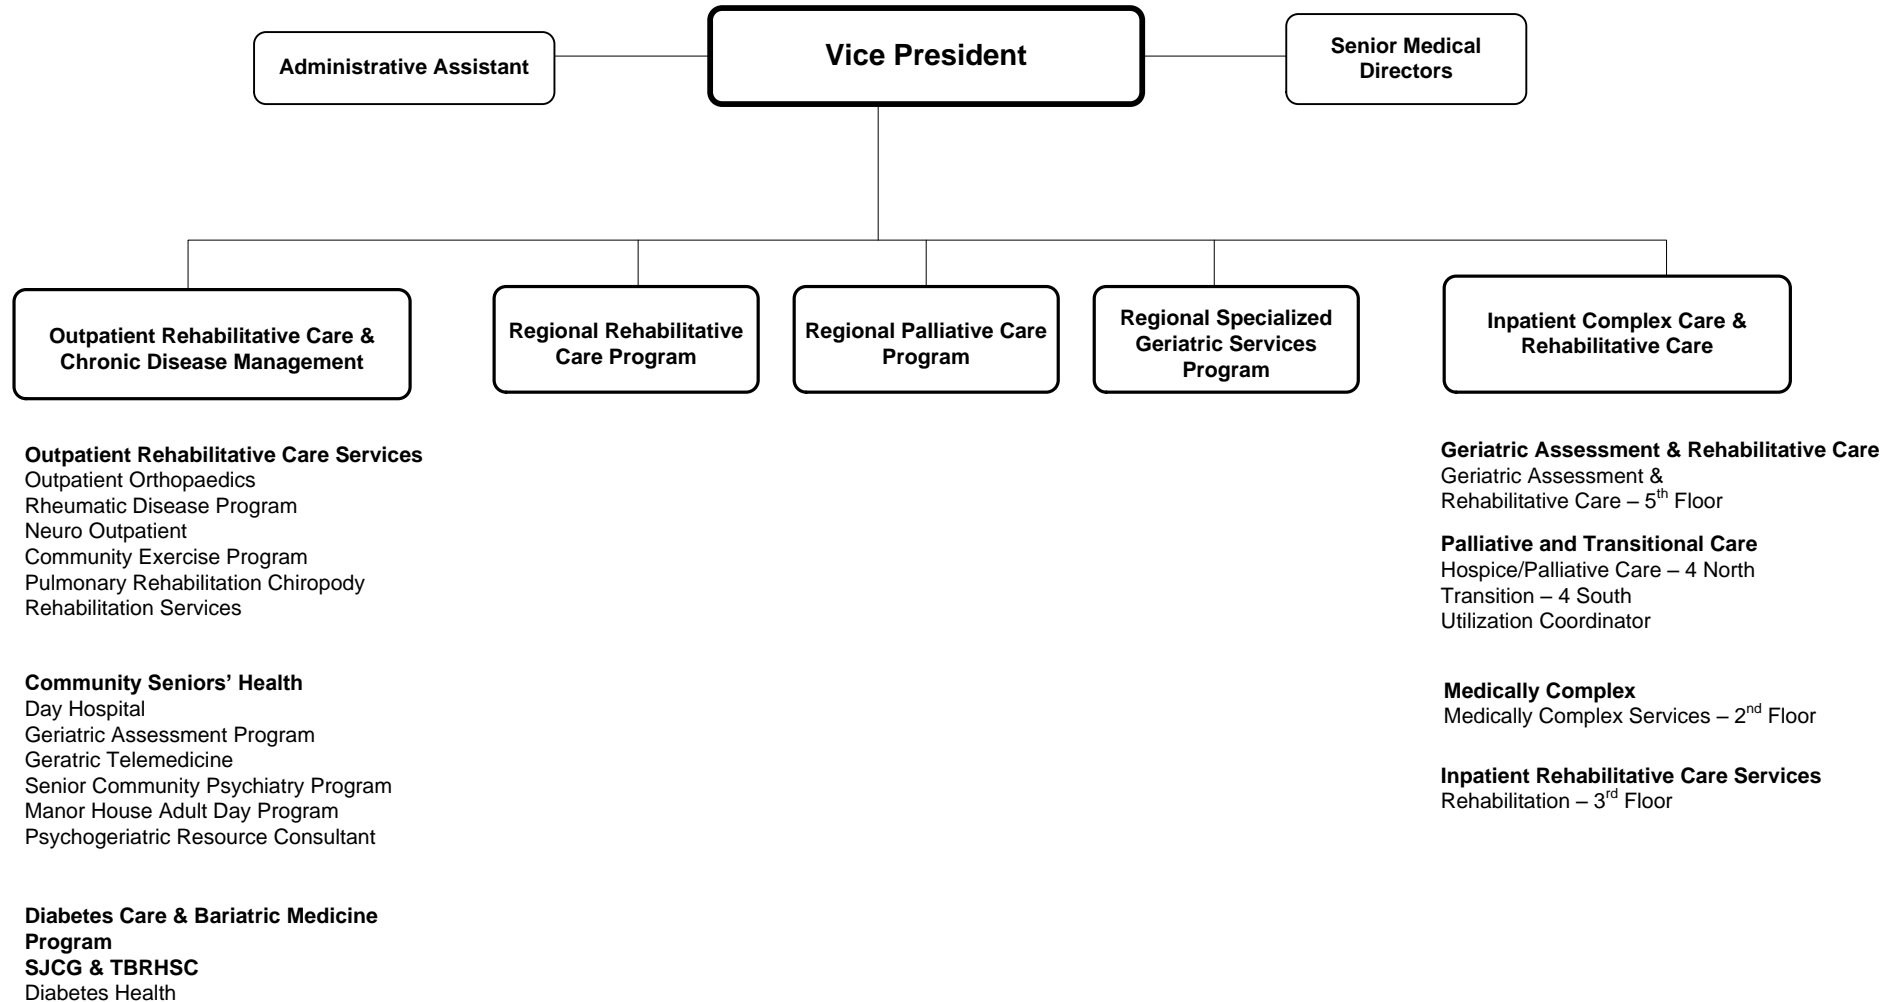 Administrative Assistant
Vice President
Senior Medical
Directors
Outpatient Rehabilitative Care &
Chronic Disease Management
Regional Rehabilitative
Care Program
Regional Palliative Care
Program
Regional Specialized
Geriatric Services
Program
Inpatient Complex Care &
Rehabilitative Care
Outpatient Rehabilitative Care Services
Outpatient Orthopaedics
Rheumatic Disease Program
Neuro Outpatient
Community Exercise Program
Pulmonary Rehabilitation Chiropody
Rehabilitation Services
Community Seniors’ Health
Day Hospital
Geriatric Assessment Program
Geratric Telemedicine
Senior Community Psychiatry Program
Manor House Adult Day Program
Psychogeriatric Resource Consultant
Diabetes Care & Bariatric Medicine
Program
SJCG & TBRHSC
Diabetes Health
Geriatric Assessment & Rehabilitative Care
Geriatric Assessment &
Rehabilitative Care – 5th Floor
Palliative and Transitional Care
Hospice/Palliative Care – 4 North
Transition – 4 South
Utilization Coordinator
Medically Complex
Medically Complex Services – 2nd Floor
Inpatient Rehabilitative Care Services
Rehabilitation – 3rd Floor